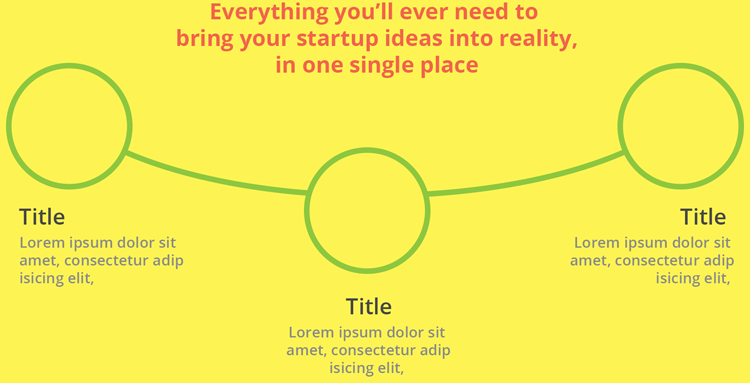 Everything you’ll ever need to
bring your startup ideas into reality,
in one single place
Title
Lorem ipsum dolor sit
amet, consectetur adip
isicing elit,
Title
Lorem ipsum dolor sit
amet, consectetur adip
isicing elit,
Title
Lorem ipsum dolor sit
amet, consectetur adip
isicing elit,